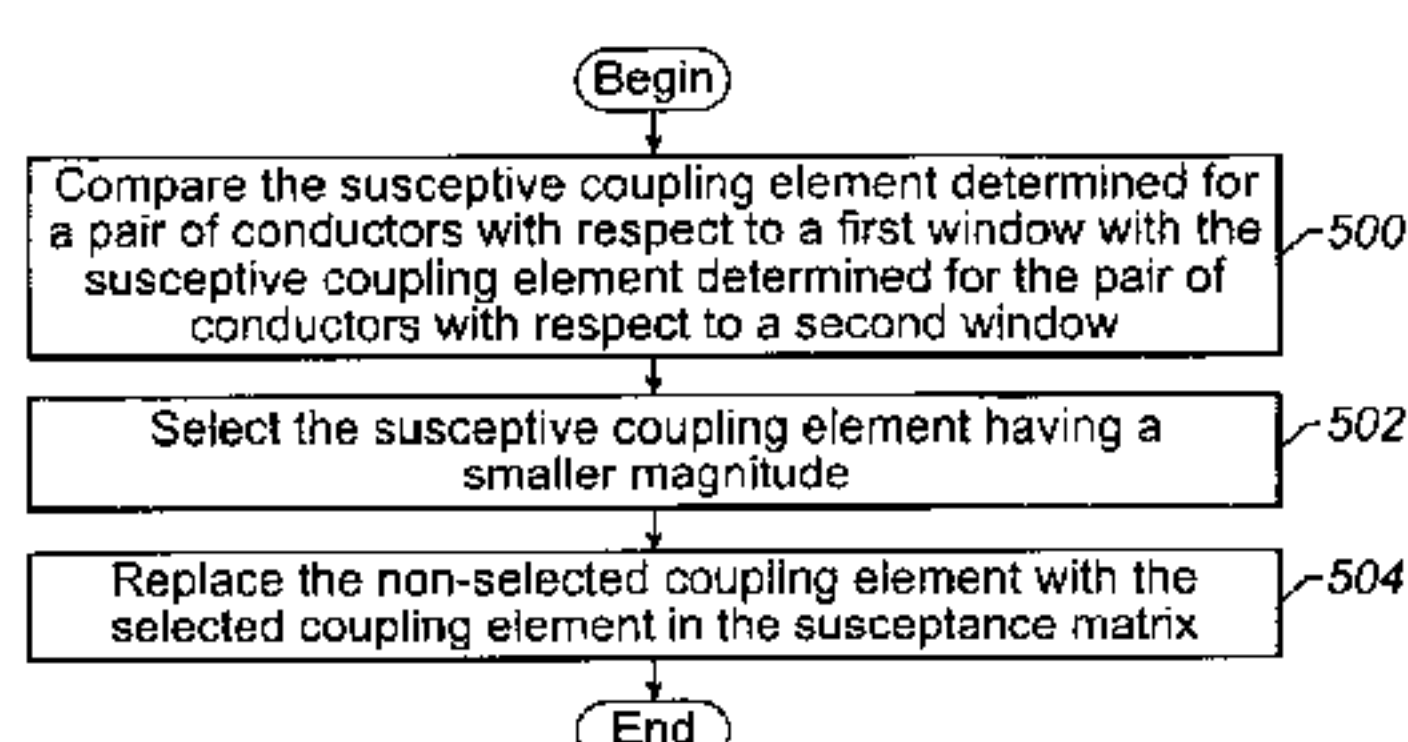 Begin
Compare the susceptive coupling element determined for
a pair of conductors with respect to a first window with the
susceptive coupling element determined for the pair of
conductors with respect to a second window
500
Select the susceptive coupling element having a
smaller magnitude
502
Replace the non-selected coupling element with the
selected coupling element in the susceptance matrix
504
End